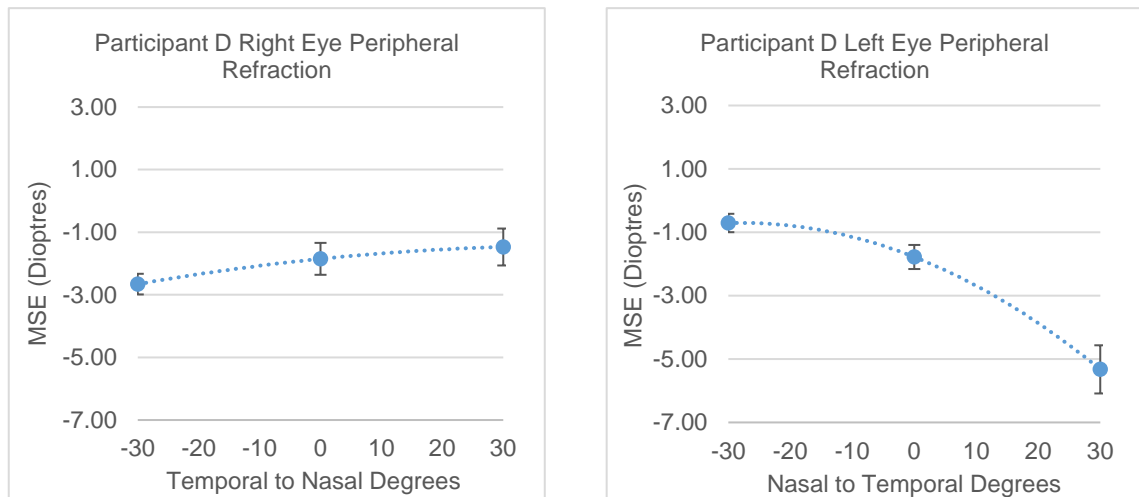 Participant D Right Eye Peripheral
Refraction
3.00
1.00
-1.00
-3.00
-5.00
-7.00
MSE (Dioptres)
-30 -20 -10 0 10 20 30
Temporal to Nasal Degrees
Participant D Left Eye Peripheral
Refraction
3.00
1.00
-1.00
-3.00
-5.00
-7.00
MSE (Dioptres)
-30 -20 -10 0 10 20 30
Nasal to Temporal Degrees